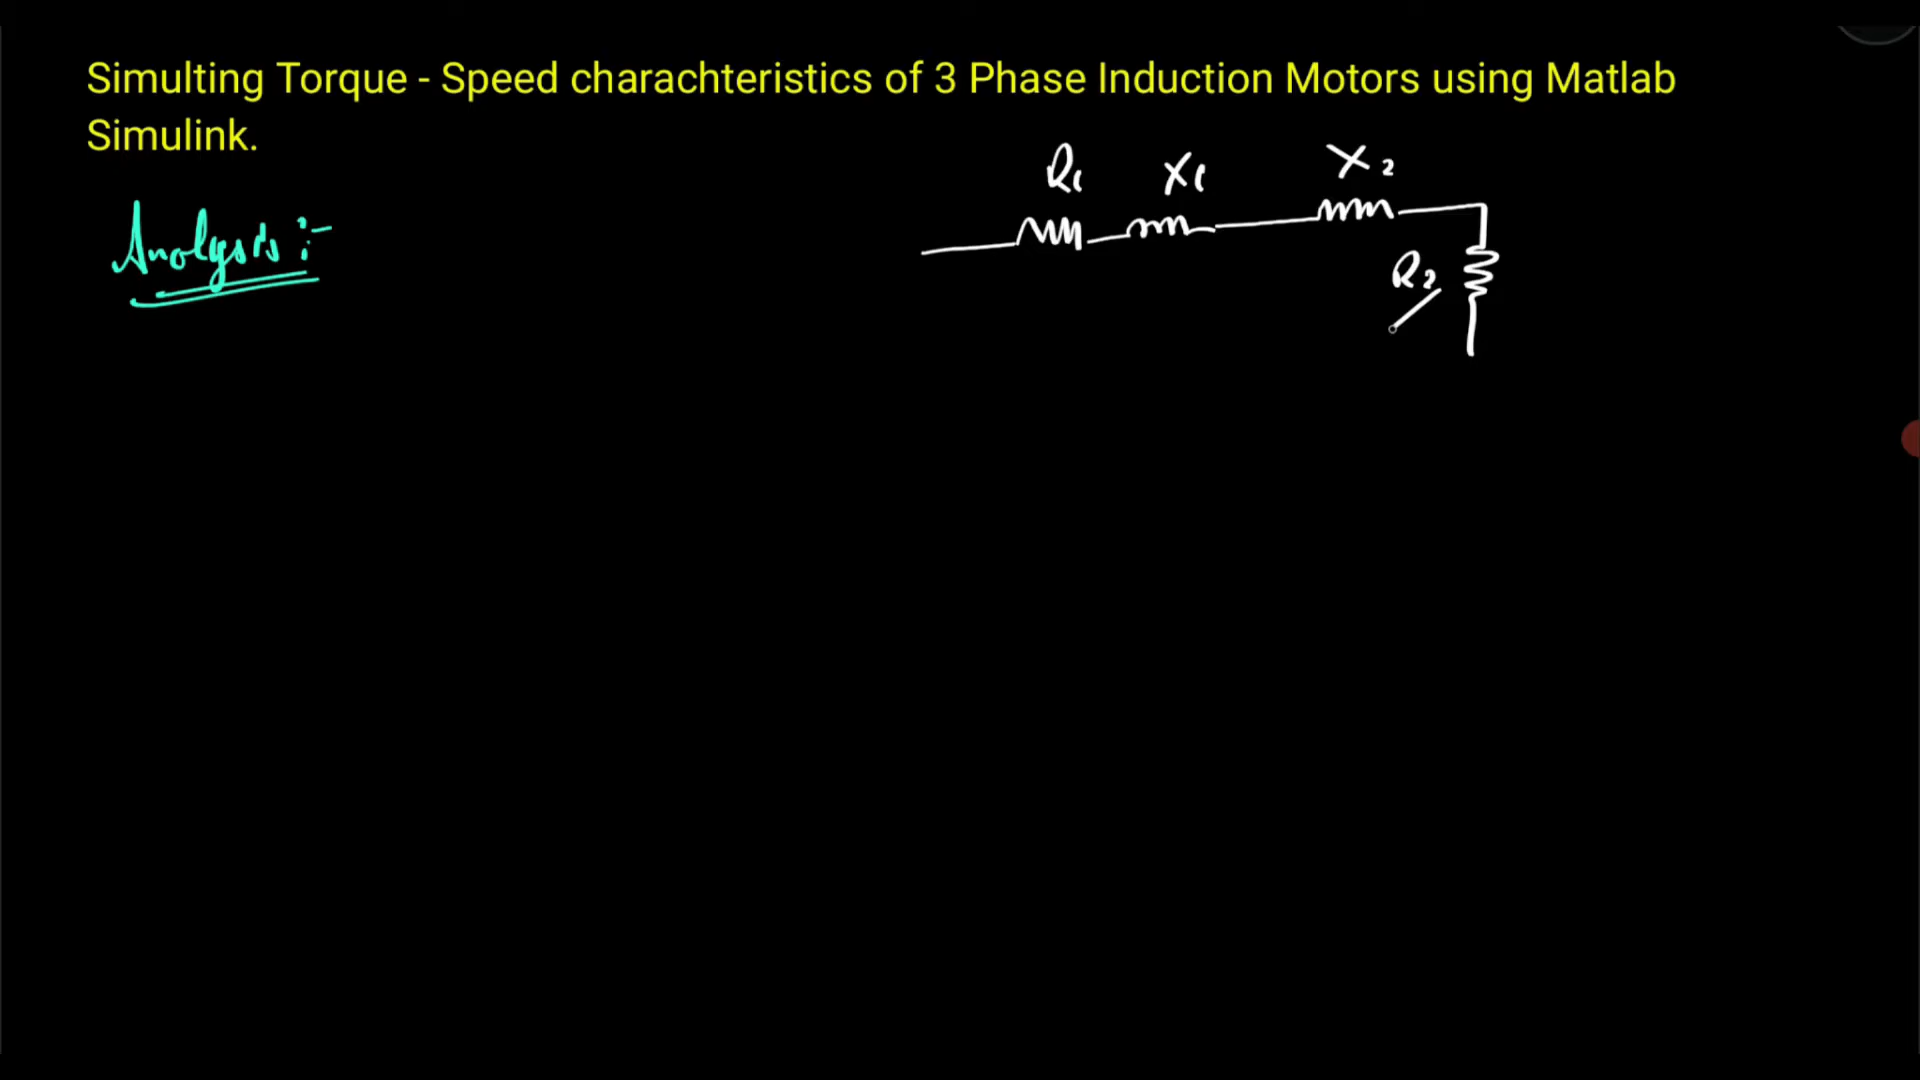 Simulting Torque - Speed charachteristics of 3 Phase Induction Motors using Matlab
Simulink.
Analysis :-
R1 X1 X2
R2